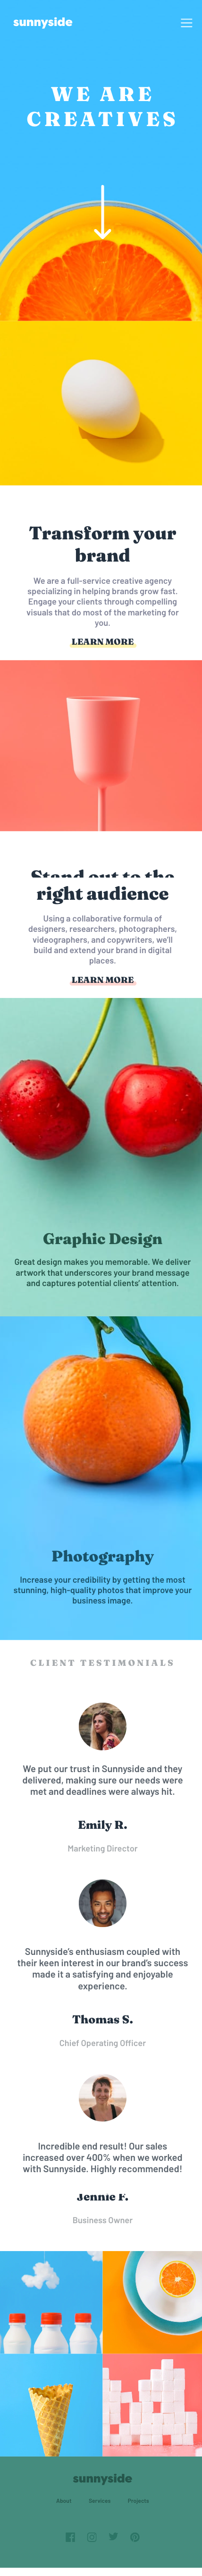 sunnyside
WE ARE
CREATIVES
Transform your
brand
We are a full-service creative agency
specializing in helping brands grow fast.
Engage your clients through compelling
visuals that do most of the marketing for
you.
LEARN MORE
Stand out to the
right audience
Using a collaborative formula of
designers, researchers, photographers,
videographers, and copywriters, we'll
build and extend your brand in digital
places.
LEARN MORE
Graphic Design
Great design makes you memorable. We deliver
artwork that underscores your brand message
and captures potential clients' attention.
Photography
Increase your credibility by getting the most
stunning, high-quality photos that improve your
business image.
CLIENT TESTIMONIALS
We put our trust in Sunnyside and they
delivered, making sure our needs were
met and deadlines were always hit.
Emily R.
Marketing Director
Sunnyside's enthusiasm coupled with
their keen interest in our brand's success
made it a satisfying and enjoyable
experience.
Thomas S.
Chief Operating Officer
Incredible end result! Our sales
increased over 400% when we worked
with Sunnyside. Highly recommended!
Jennie F.
Business Owner
sunnyside
About Services Projects